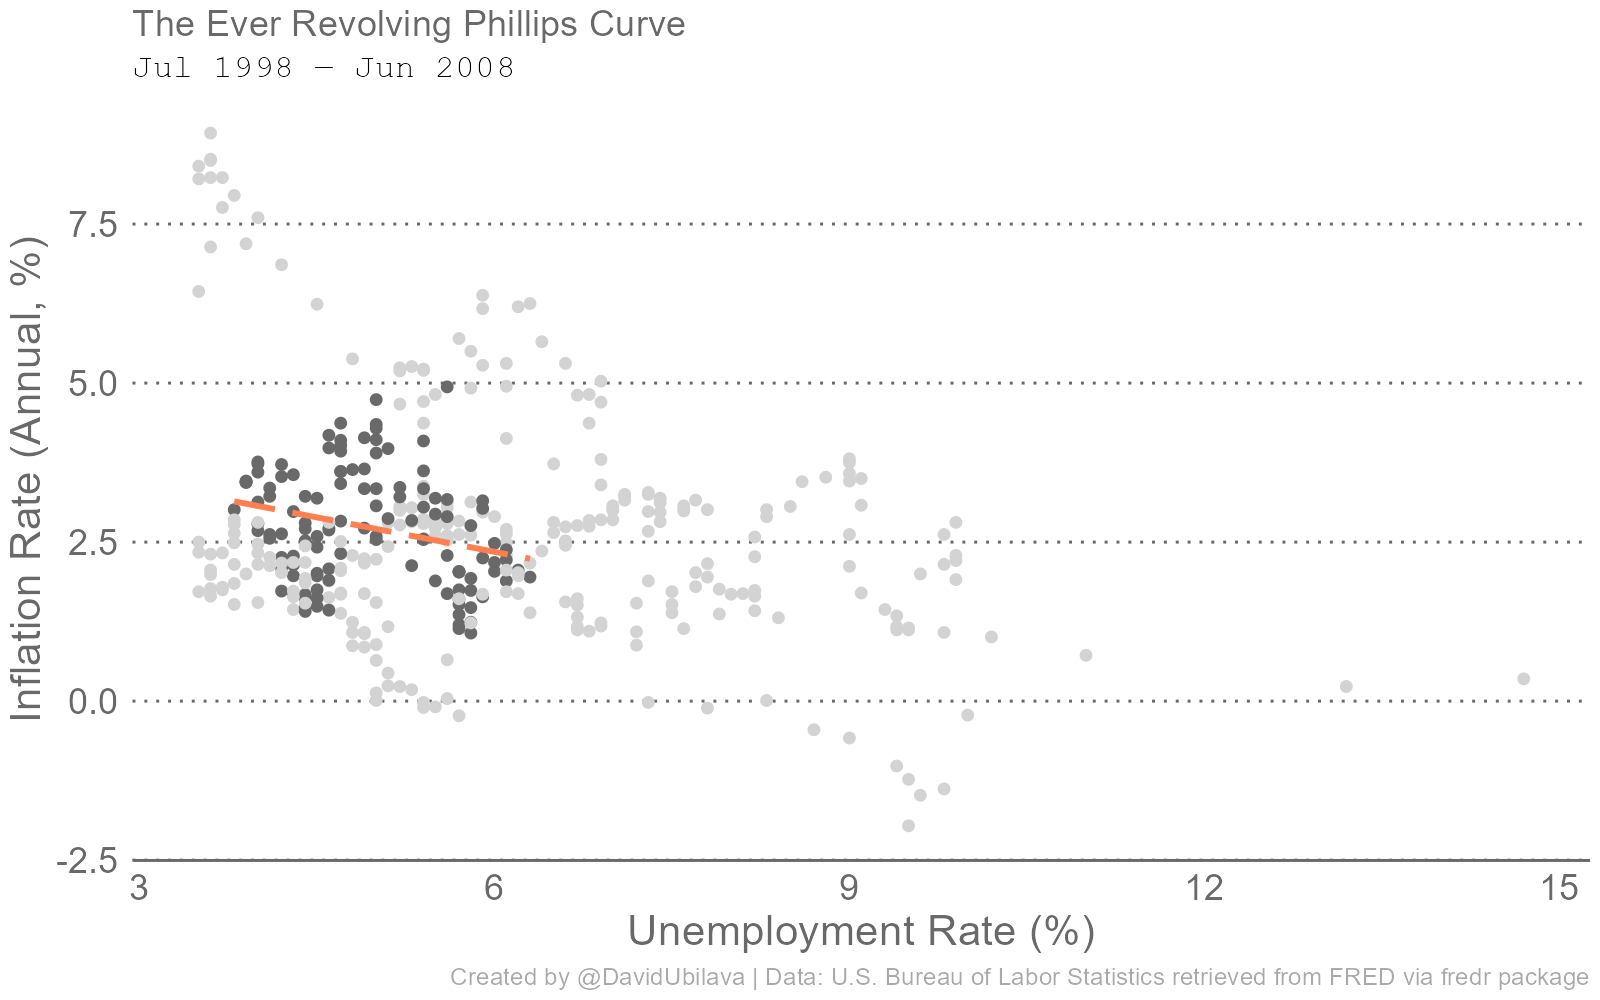 The Ever Revolving Phillips Curve
Jul 1998 — Jun 2008
Inflation Rate (Annual, %)
7.5
5.0
2.5
0.0
-2.5
3 6 9 12 15
Unemployment Rate (%)
Created by @DavidUbilava | Data: U.S. Bureau of Labor Statistics retrieved from FRED via fredr package